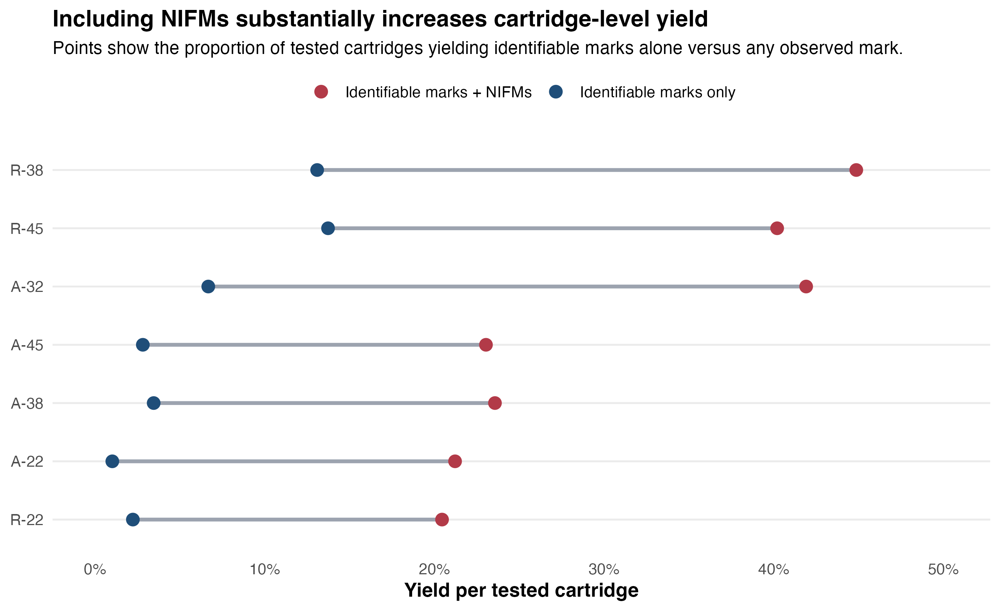 Including NIFMs substantially increases cartridge-level yield
Points show the proportion of tested cartridges yielding identifiable marks alone versus any observed mark.
Identifiable marks + NIFMs
Identifiable marks only
R-38
R-45
A-32
A-45
A-38
A-22
R-22
0% 10% 20% 30% 40% 50%
Yield per tested cartridge